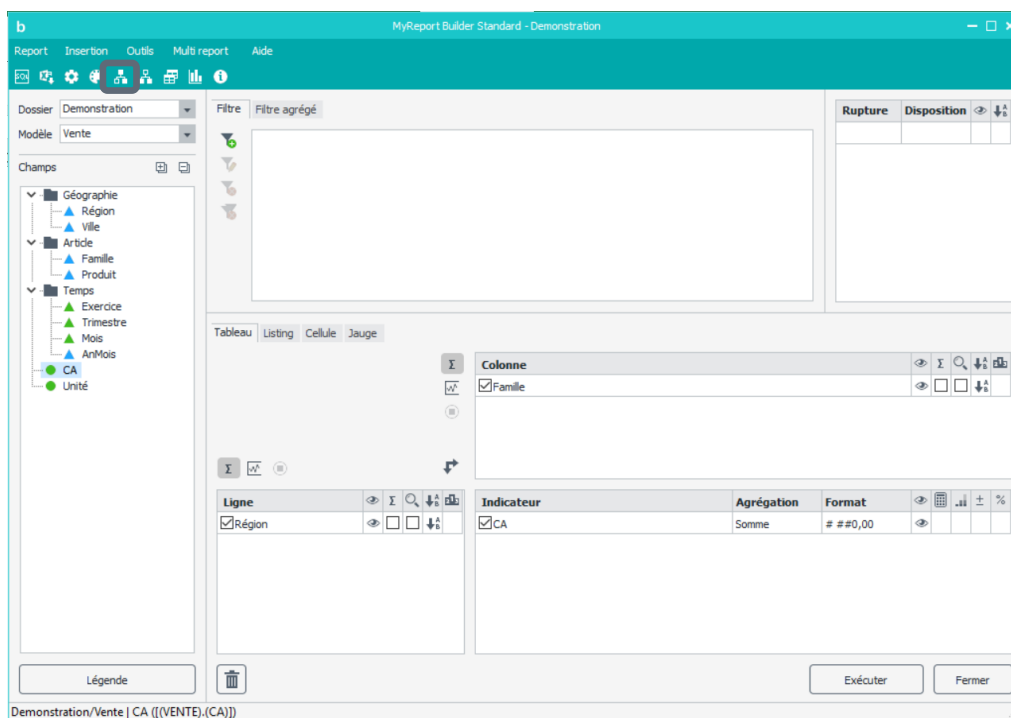 b MyReport Builder Standard - Demonstration
Report Insertion Outils Multi report Aide
SQL
Dossier Demonstration
Modèle Vente
Champs
Géographie
Région
Ville
Article
Famille
Produit
Temps
Exercice
Trimestre
Mois
AnMois
CA
Unité
Légende
Filtre Filtre agrégé
Rupture Disposition
Tableau Listing Cellule Jauge
Σ
Colonne Σ
Famille
Σ
Ligne Σ
Région
Indicateur Agrégation Format ± %
CA Somme # ##0,00
Exécuter Fermer
Demonstration/Vente | CA ([(VENTE).(CA)])